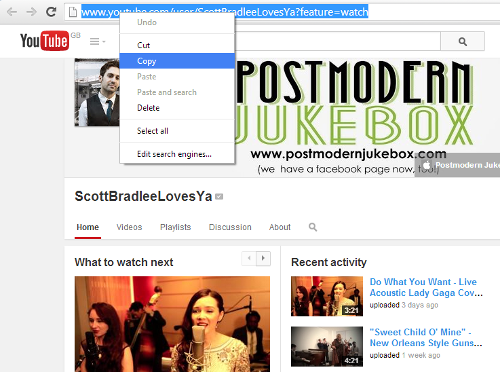 www.youtube.com/user/ScottBradleeLovesYa?feature=watch
YouTube GB
Undo
Cut
Copy
Paste
Paste and search
Delete
Select all
Edit search engines...
POSTMODERN
JUKEBOX
www.postmodernjukebox.com
(we have a facebook page now, too!)
Postmodern Juke
ScottBradleeLovesYa
Home Videos Playlists Discussion About
What to watch next
Recent activity
Do What You Want - Live
Acoustic Lady Gaga Cov...
uploaded 3 days ago
3:21
"Sweet Child O' Mine" -
New Orleans Style Guns...
uploaded 1 week ago
4:21